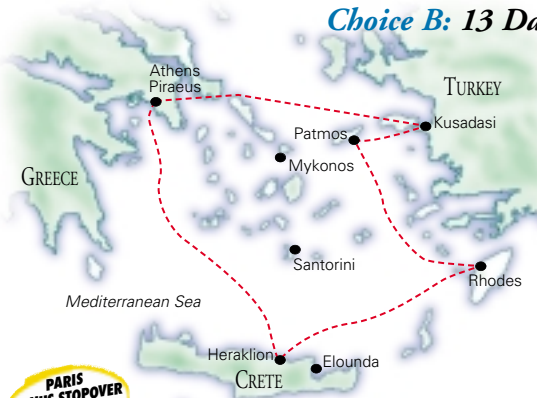 Choice B: 13 Da
Athens
Piraeus
TURKEY
Kusadasi
Patmos
Mykonos
GREECE
Santorini
Rhodes
Mediterranean Sea
Heraklion
Elounda
CRETE
PARIS
STOPOVER